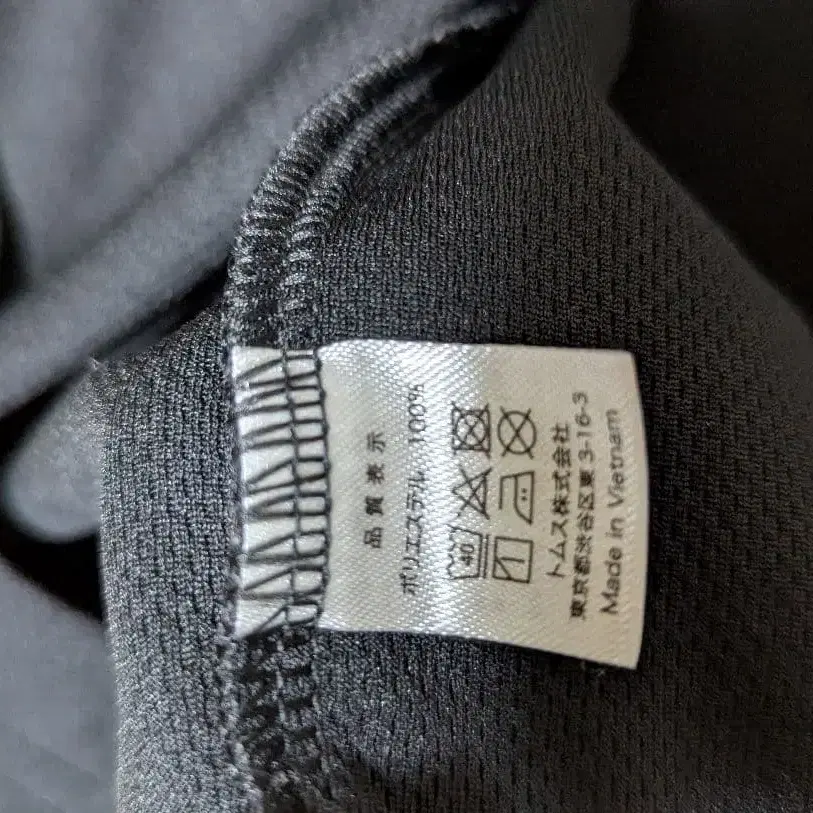 品質表示
ポリエステル 100%
40
トムス株式会社
東京都渋谷区東 3-16-3
Made in Vietnam